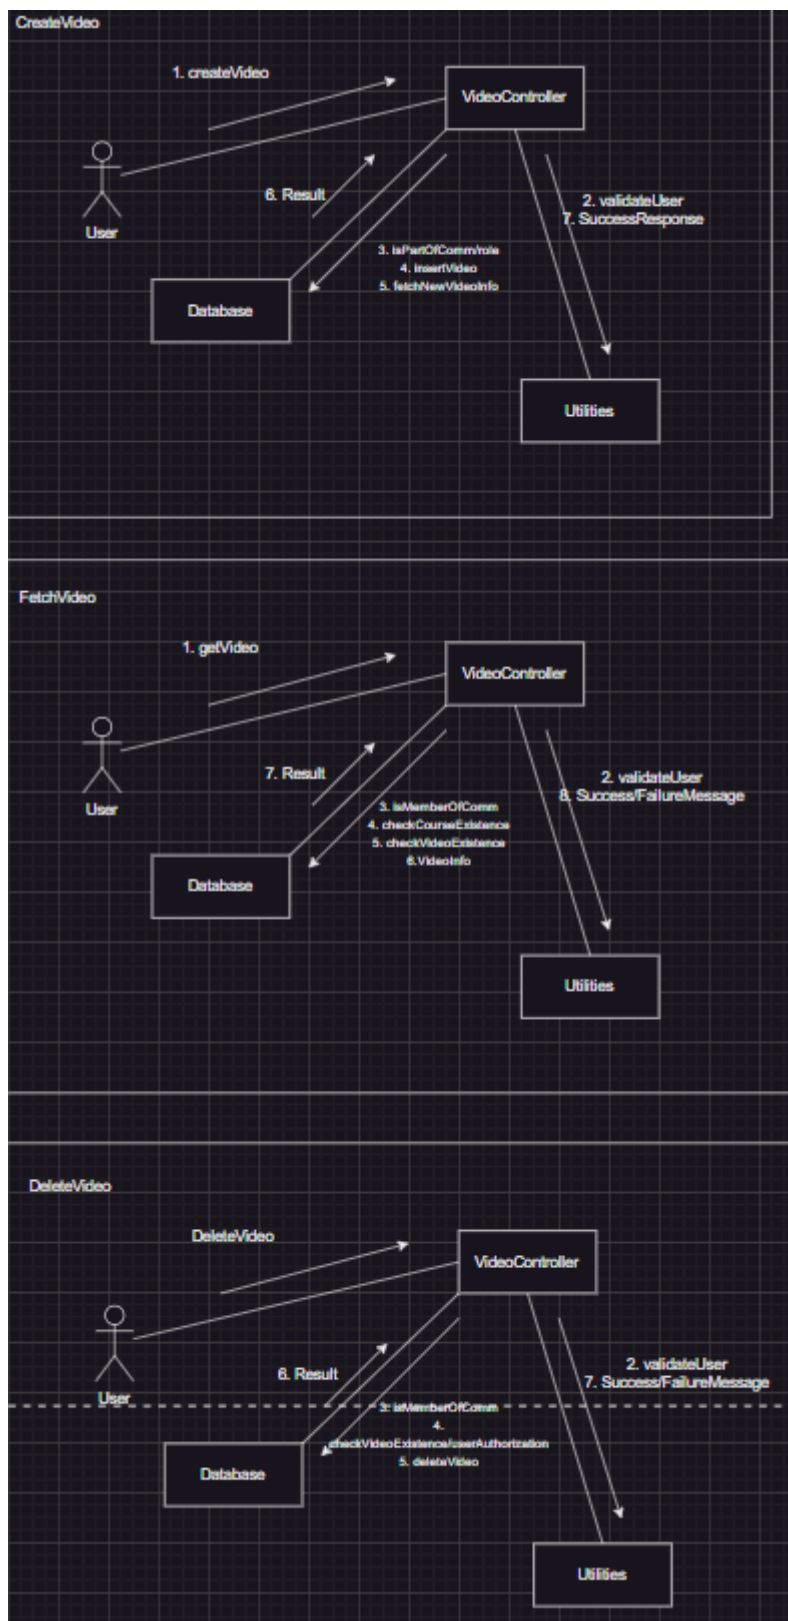 CreateVideo
1. createVideo
VideoController
6. Result
2. validateUser
7. SuccessResponse
User
3. isPartOfComm/role
4. insertVideo
5. fetchNewVideoInfo
Database
Utilities
FetchVideo
1. getVideo
VideoController
7. Result
2. validateUser
8. Success/FailureMessage
User
3. isMemberOfComm
4. checkCourseExistence
5. checkVideoExistence
6.VideoInfo
Database
Utilities
DeleteVideo
DeleteVideo
VideoController
6. Result
2. validateUser
7. Success/FailureMessage
User
3. isMemberOfComm
4.
checkVideoExistence/userAuthorization
5. deleteVideo
Database
Utilities